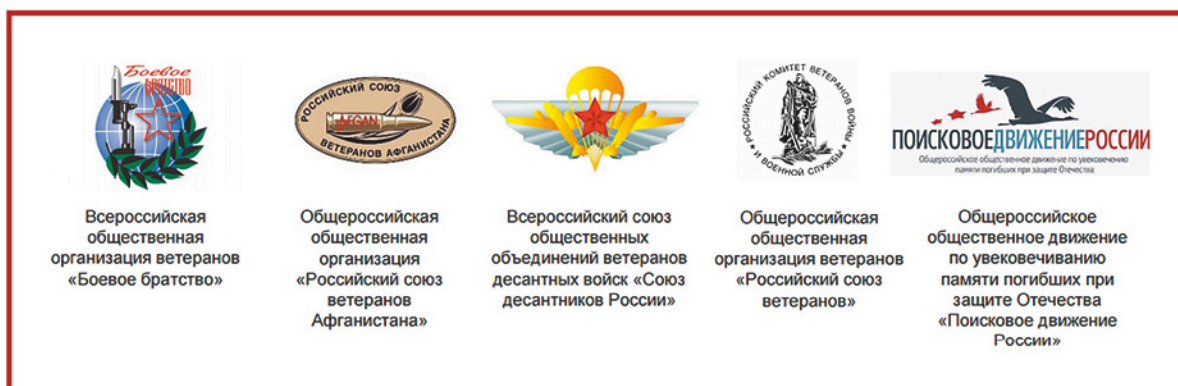 Боевое
БРАТСТВО
Всероссийская
общественная
организация ветеранов
«Боевое братство»
РОССИЙСКИЙ СОЮЗ
AFGAN
ВЕТЕРАНОВ АФГАНИСТАНА
Общероссийская
общественная
организация
«Российский союз
ветеранов
Афганистана»
Всероссийский союз
общественных
объединений ветеранов
десантных войск «Союз
десантников России»
РОССИЙСКИЙ КОМИТЕТ ВЕТЕРАНОВ ВОЙНЫ
И ВОЕННОЙ СЛУЖБЫ
Общероссийская
общественная
организация ветеранов
«Российский союз
ветеранов»
ПОИСКОВОЕДВИЖЕНИЕРОССИИ
Общероссийское общественное движение по увековечению
памяти погибших при защите Отечества
Общероссийское
общественное движение
по увековечиванию
памяти погибших при
защите Отечества
«Поисковое движение
России»